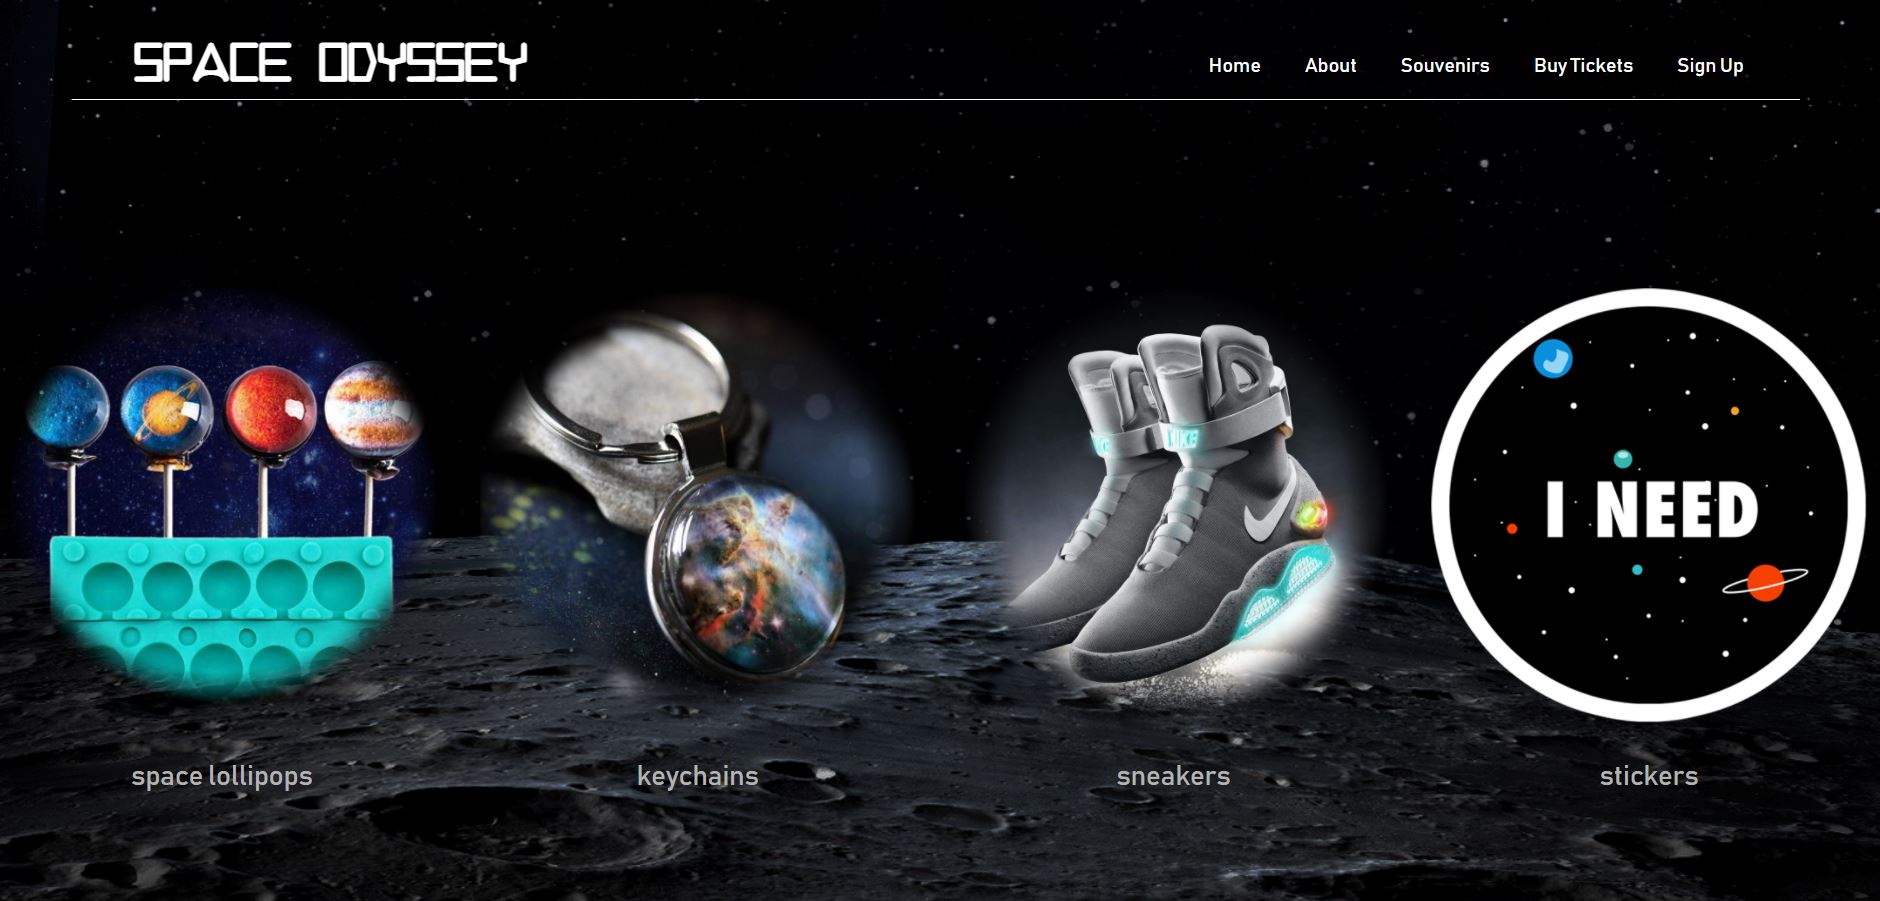 SPACE ODYSSEY
Home About Souvenirs Buy Tickets Sign Up
NIKE NIKE
I NEED
space lollipops keychains sneakers stickers